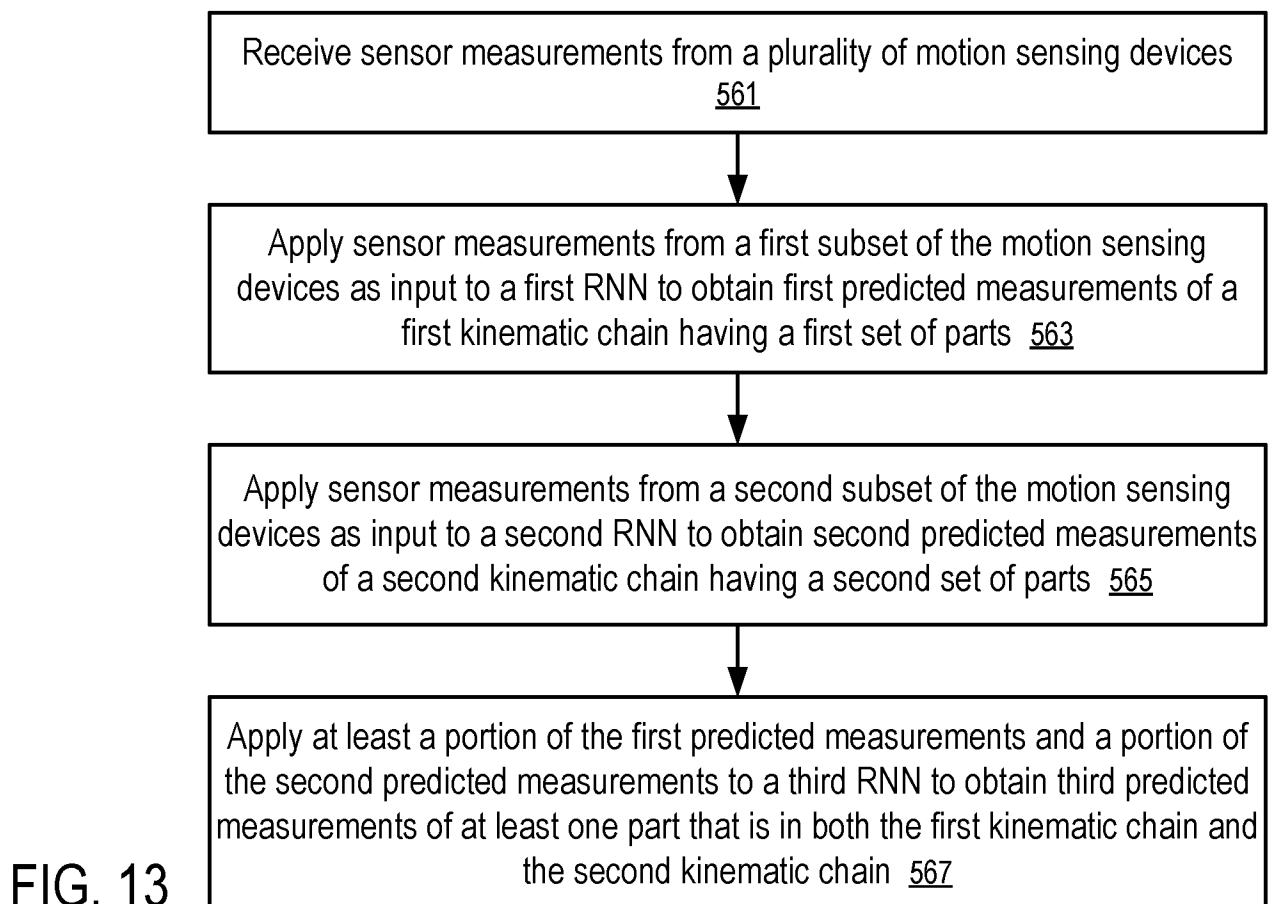 Receive sensor measurements from a plurality of motion sensing devices
561
Apply sensor measurements from a first subset of the motion sensing
devices as input to a first RNN to obtain first predicted measurements of a
first kinematic chain having a first set of parts 563
Apply sensor measurements from a second subset of the motion sensing
devices as input to a second RNN to obtain second predicted measurements
of a second kinematic chain having a second set of parts 565
Apply at least a portion of the first predicted measurements and a portion of
the second predicted measurements to a third RNN to obtain third predicted
measurements of at least one part that is in both the first kinematic chain and
the second kinematic chain 567
FIG. 13